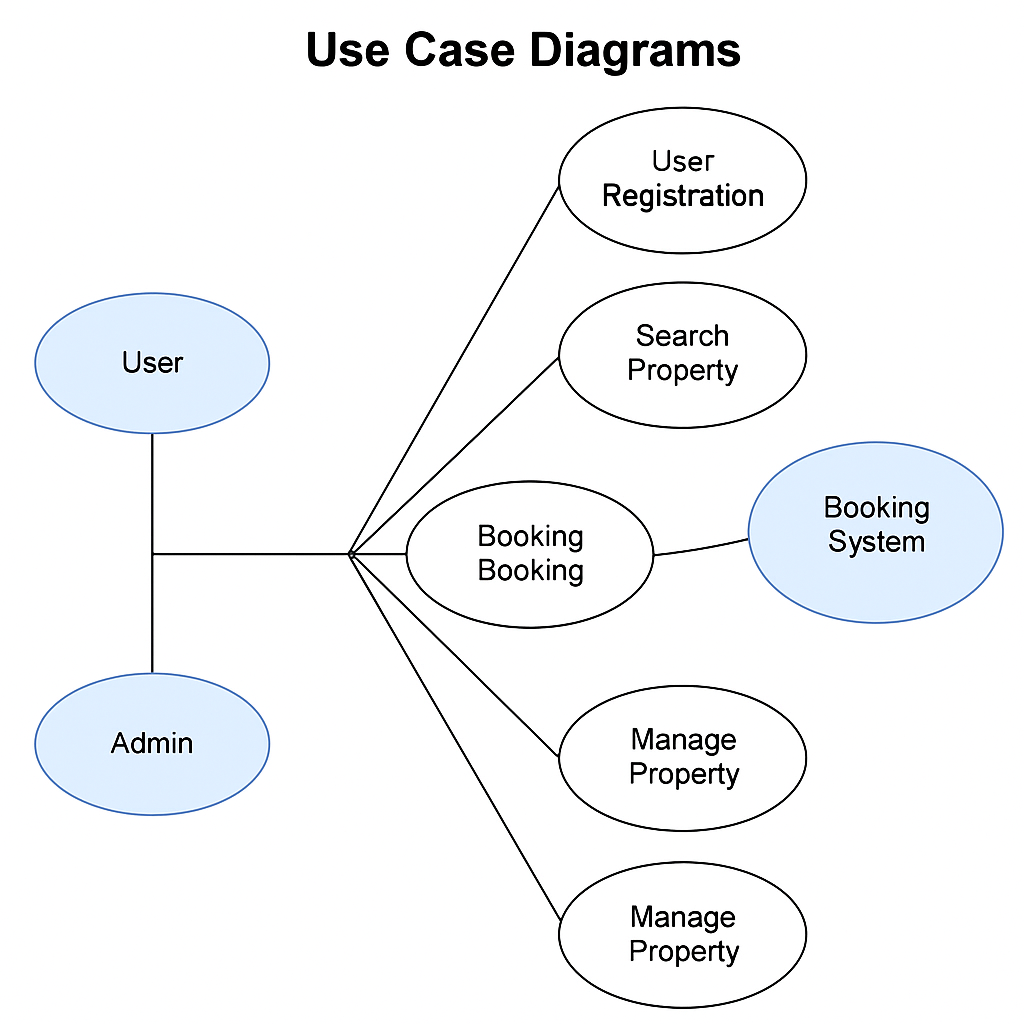 Use Case Diagrams
User
Registration
Search
Property
User
Booking
System
Booking
Booking
Admin
Manage
Property
Manage
Property